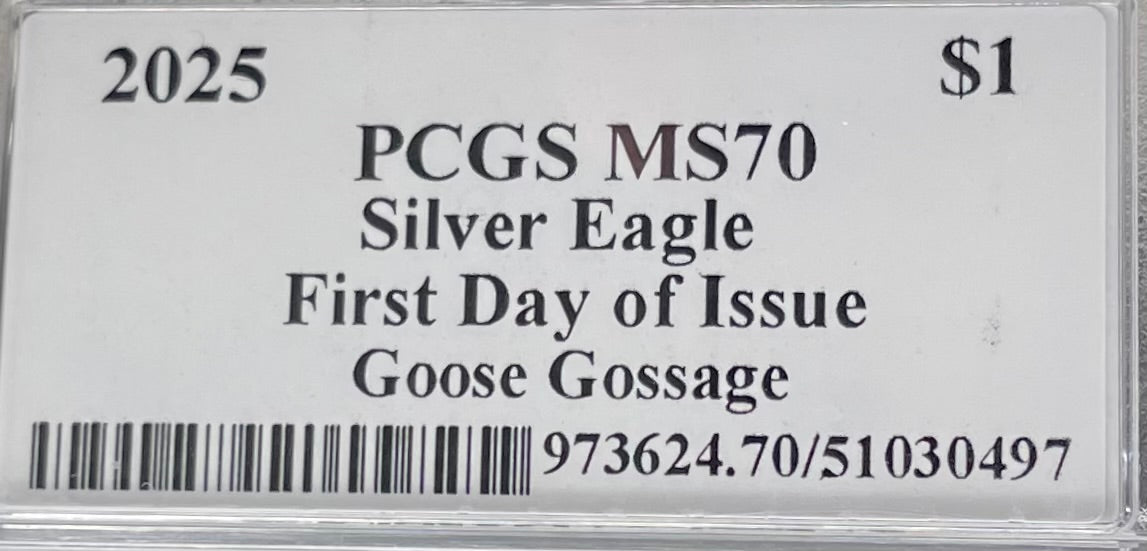 2025 $1
PCGS MS70
Silver Eagle
First Day of Issue
Goose Gossage
973624.70/51030497